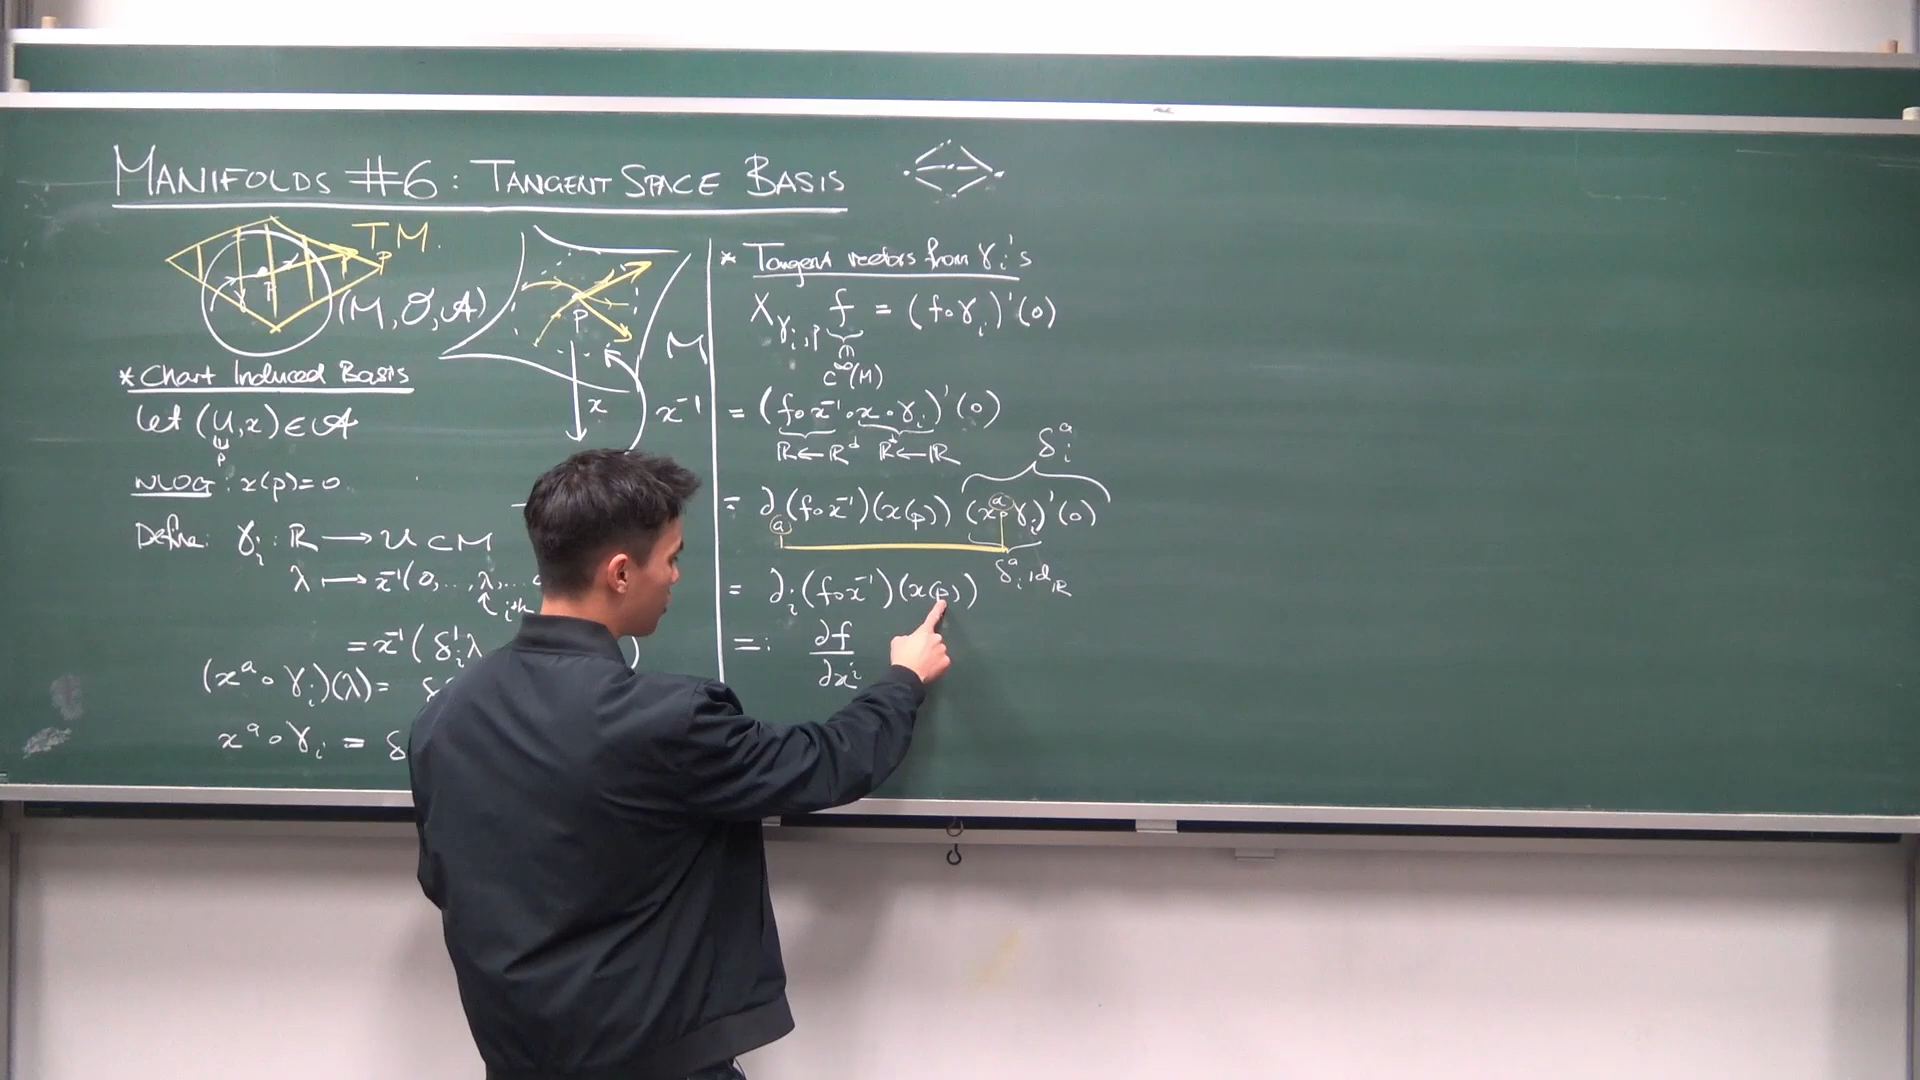 MANIFOLDS #6: TANGENT SPACE BASIS
T_pM.
γ P
(M, O, A)
* Chart Induced Basis
Let (U,x) ∈ A
p
WLOG: x(p)=0
Define: γ_i : ℝ → U ⊂ M
λ ↦ x⁻¹(0,...,λ,...
↑ i-th
= x⁻¹(δ^1_i λ )
(x^a ∘ γ_i)(λ) = δ
x^a ∘ γ_i = δ
P
M
x x⁻¹
* Tangent vectors from γ_i's
X_{γ_i,p} f = (f∘γ_i)'(0)
C^∞(M)
= (f∘x⁻¹∘x∘γ_i)'(0)
ℝ←ℝ^d ℝ^d←ℝ
δ^a_i
= ∂_a(f∘x⁻¹)(x(p)) (x^a∘γ_i)'(0)
δ^a_i id_ℝ
= ∂_i(f∘x⁻¹)(x(p))
=: ∂f/∂x^i